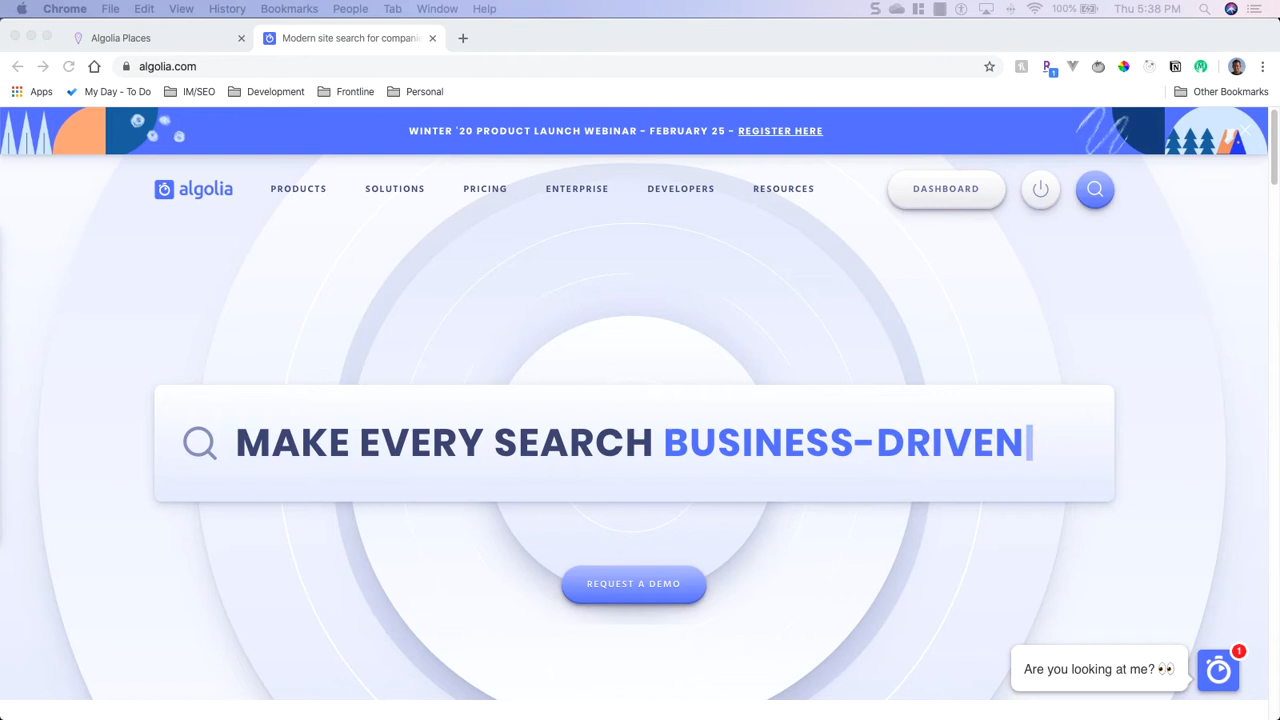 Chrome File Edit View History Bookmarks People Tab Window Help 100% Thu 5:38 PM
Algolia Places Modern site search for compani
algolia.com
Apps My Day - To Do IM/SEO Development Frontline Personal Other Bookmarks
WINTER '20 PRODUCT LAUNCH WEBINAR - FEBRUARY 25 - REGISTER HERE
algolia PRODUCTS SOLUTIONS PRICING ENTERPRISE DEVELOPERS RESOURCES DASHBOARD
MAKE EVERY SEARCH BUSINESS-DRIVEN
REQUEST A DEMO
Are you looking at me? 👀 1